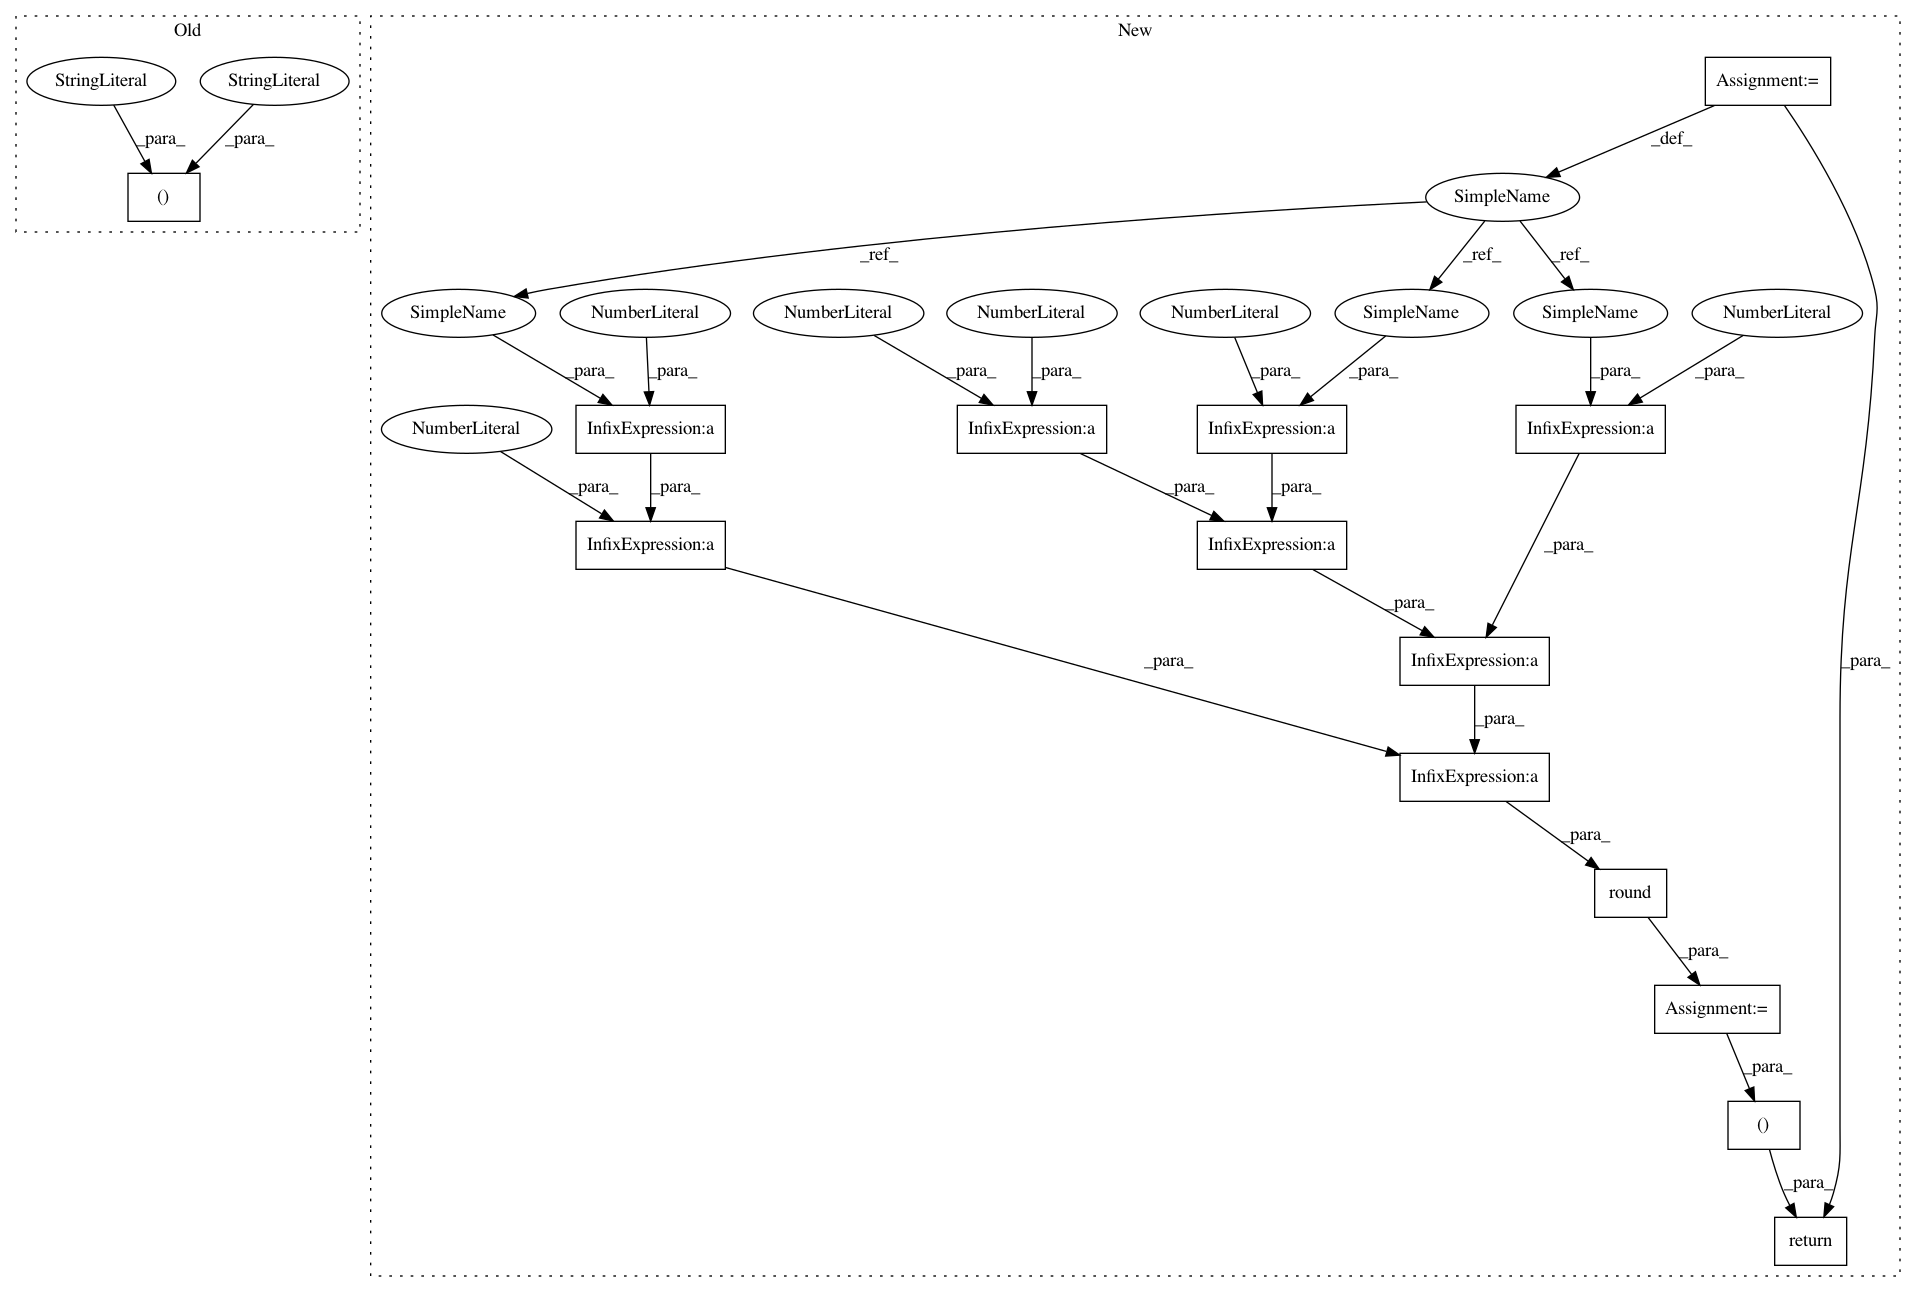 Old
New
StringLiteral
StringLiteral
Assignment:=
_para_
_para_
_def_
()
SimpleName
_ref_
_ref_
_ref_
SimpleName
NumberLiteral
NumberLiteral
NumberLiteral
NumberLiteral
SimpleName
SimpleName
NumberLiteral
_para_
_para_
_para_
_para_
_para_
_para_
_para_
_para_
NumberLiteral
InfixExpression:a
InfixExpression:a
InfixExpression:a
InfixExpression:a
_para_
_para_
_para_
_para_
InfixExpression:a
InfixExpression:a
_para_
_para_
_para_
InfixExpression:a
_para_
_para_
InfixExpression:a
_para_
round
_para_
Assignment:=
_para_
()
_para_
return